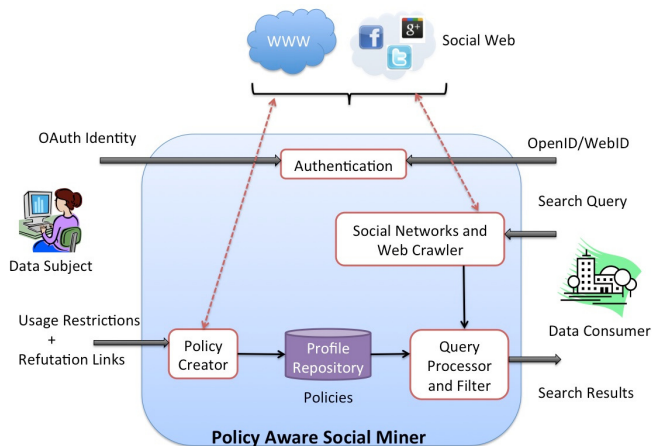 WWW
f
g+
t
Social Web
OAuth Identity
OpenID/WebID
Authentication
Search Query
Social Networks and
Web Crawler
Data Subject
Data Consumer
Usage Restrictions
+
Refutation Links
Policy
Creator
Profile
Repository
Policies
Query
Processor
and Filter
Search Results
Policy Aware Social Miner